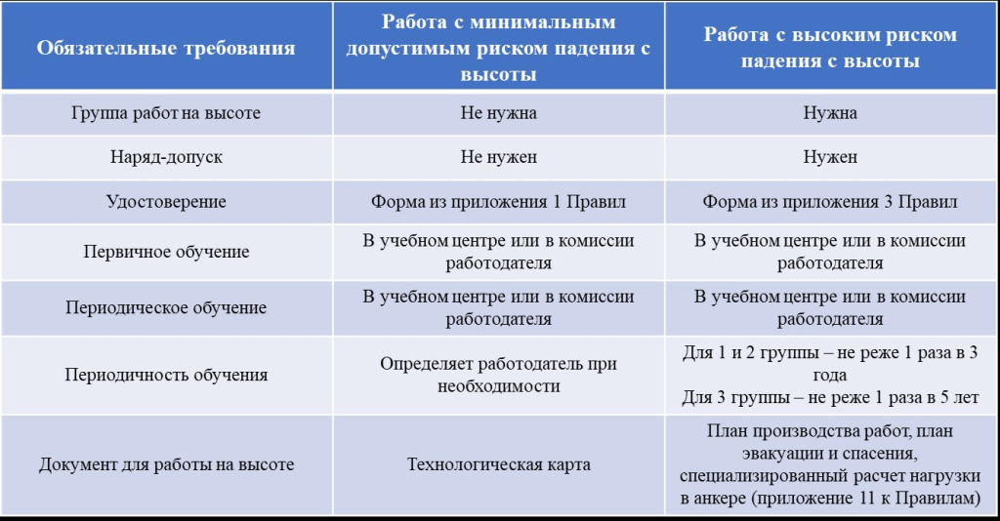 Обязательные требования
Работа с минимальным
допустимым риском падения с
высоты
Работа с высоким риском
падения с высоты
Группа работ на высоте
Не нужна
Нужна
Наряд-допуск
Не нужен
Нужен
Удостоверение
Форма из приложения 1 Правил
Форма из приложения 3 Правил
Первичное обучение
В учебном центре или в комиссии
работодателя
В учебном центре или в комиссии
работодателя
Периодическое обучение
В учебном центре или в комиссии
работодателя
В учебном центре или в комиссии
работодателя
Периодичность обучения
Определяет работодатель при
необходимости
Для 1 и 2 группы – не реже 1 раза в 3
года
Для 3 группы – не реже 1 раза в 5 лет
Документ для работы на высоте
Технологическая карта
План производства работ, план
эвакуации и спасения,
специализированный расчет нагрузки
в анкере (приложение 11 к Правилам)